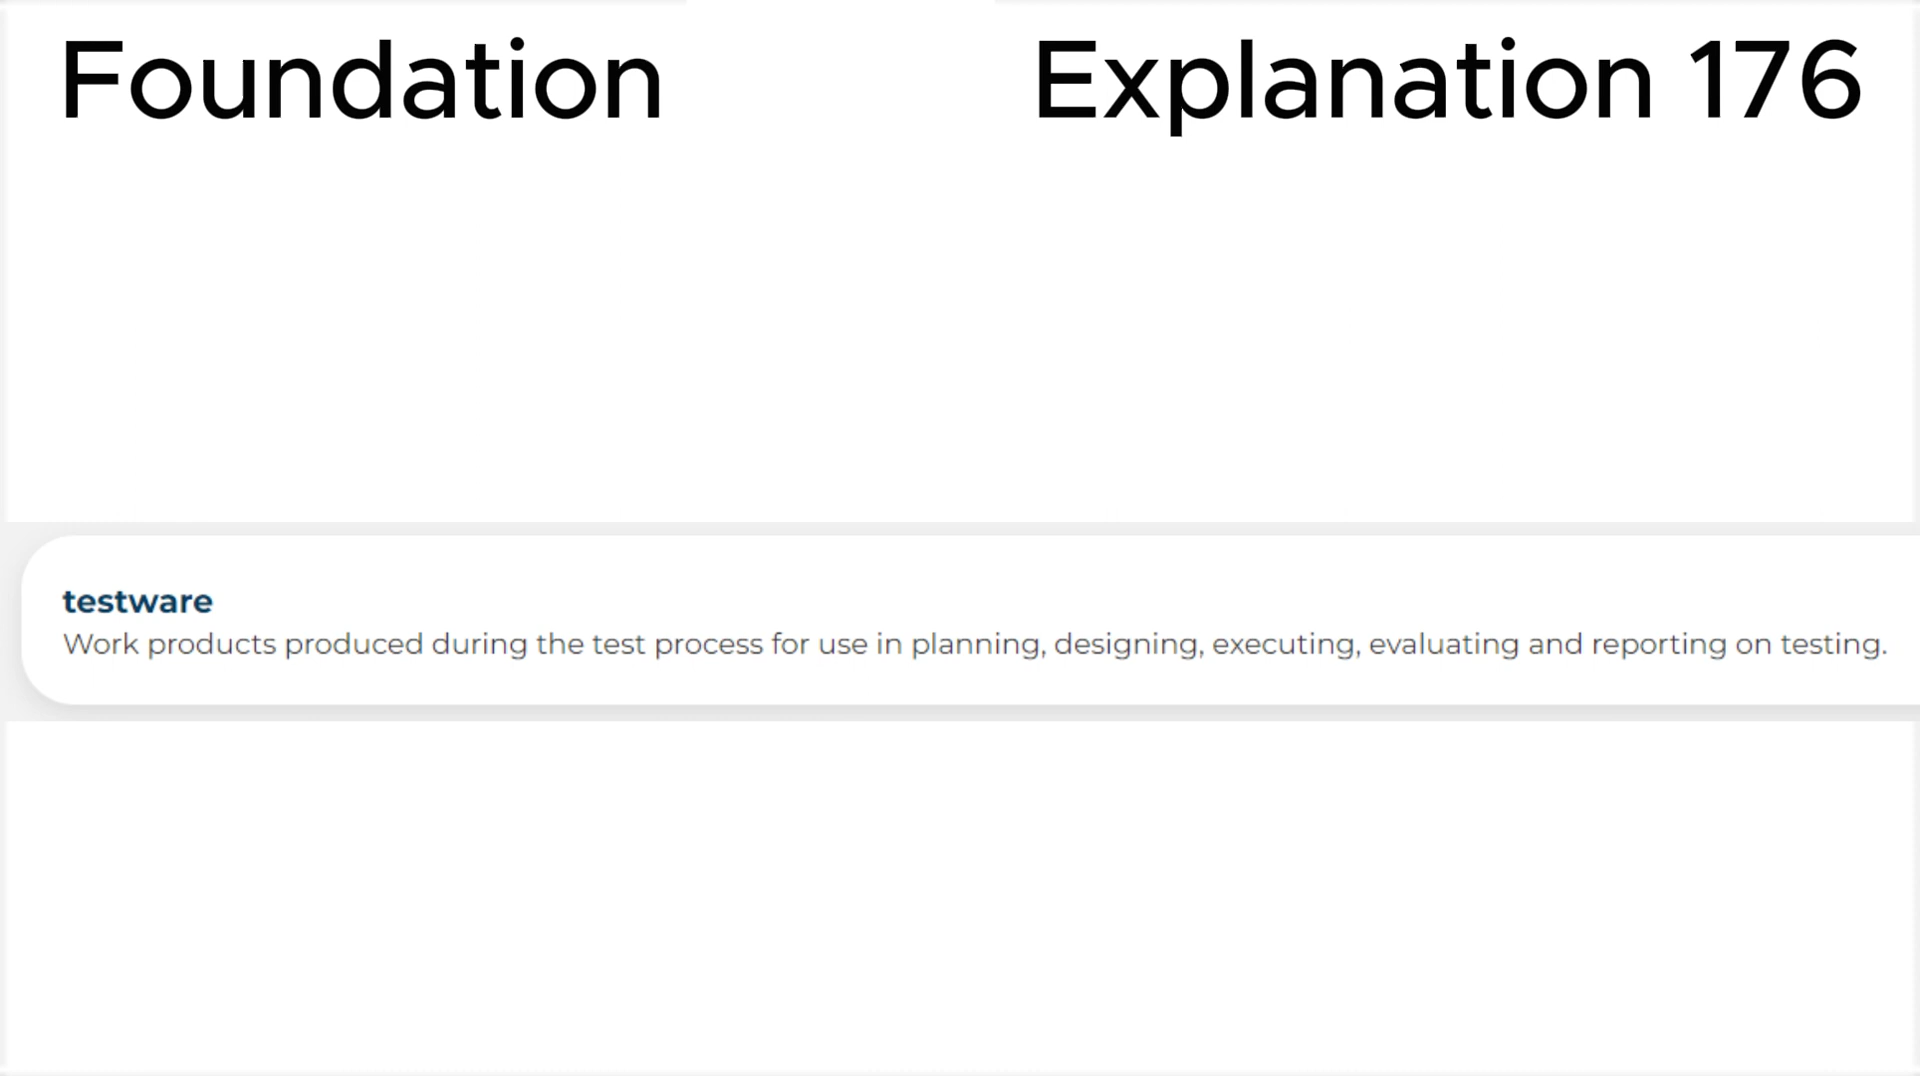 Foundation Explanation 176
testware
Work products produced during the test process for use in planning, designing, executing, evaluating and reporting on testing.